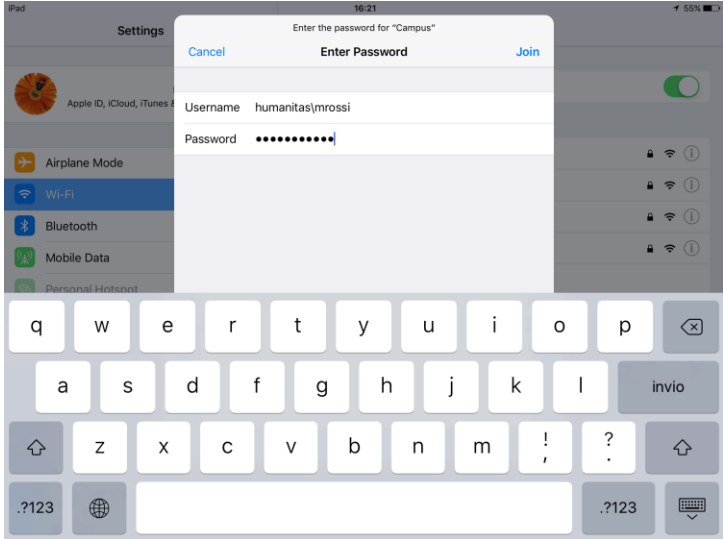 iPad 16:21 55%
Settings
Apple ID, iCloud, iTunes &
Airplane Mode
Wi-Fi
Bluetooth
Mobile Data
Personal Hotspot
Enter the password for “Campus”
Cancel Enter Password Join
Username humanitas\mrossi
Password •••••••••••
q w e r t y u i o p
a s d f g h j k l invio
z x c v b n m ! , ? .
.?123 .?123